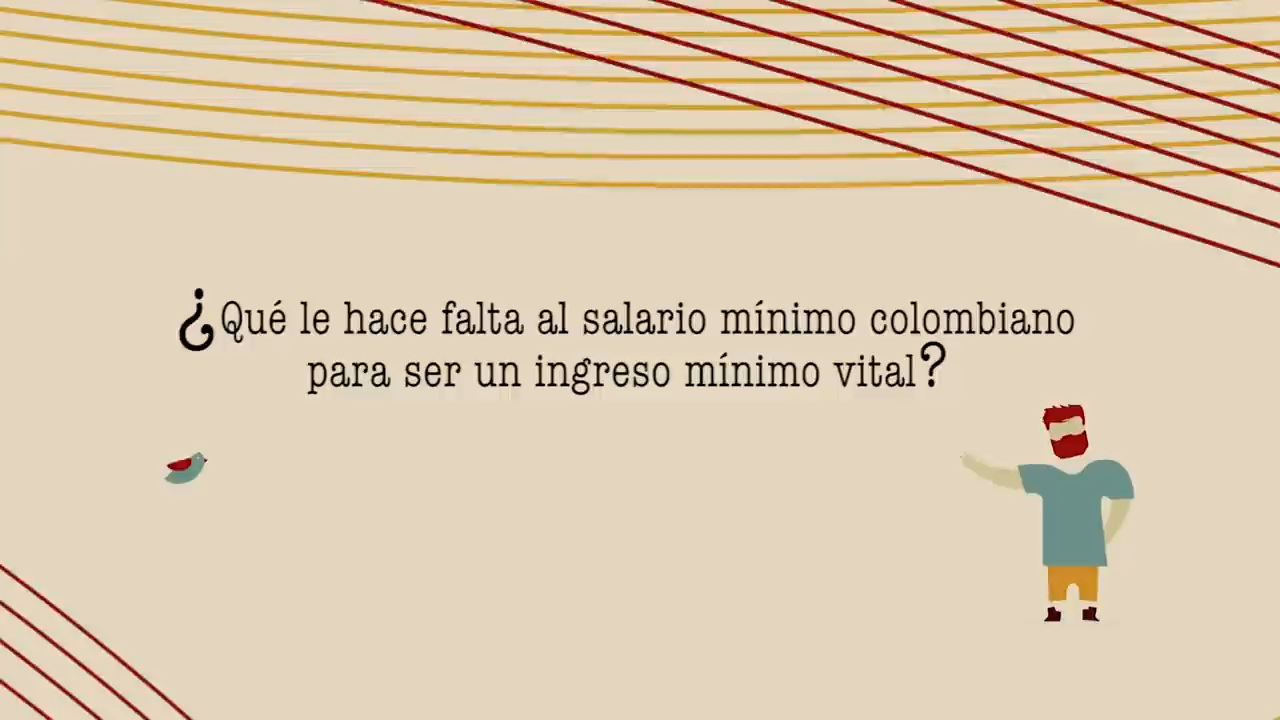 ¿Qué le hace falta al salario mínimo colombiano
para ser un ingreso mínimo vital?